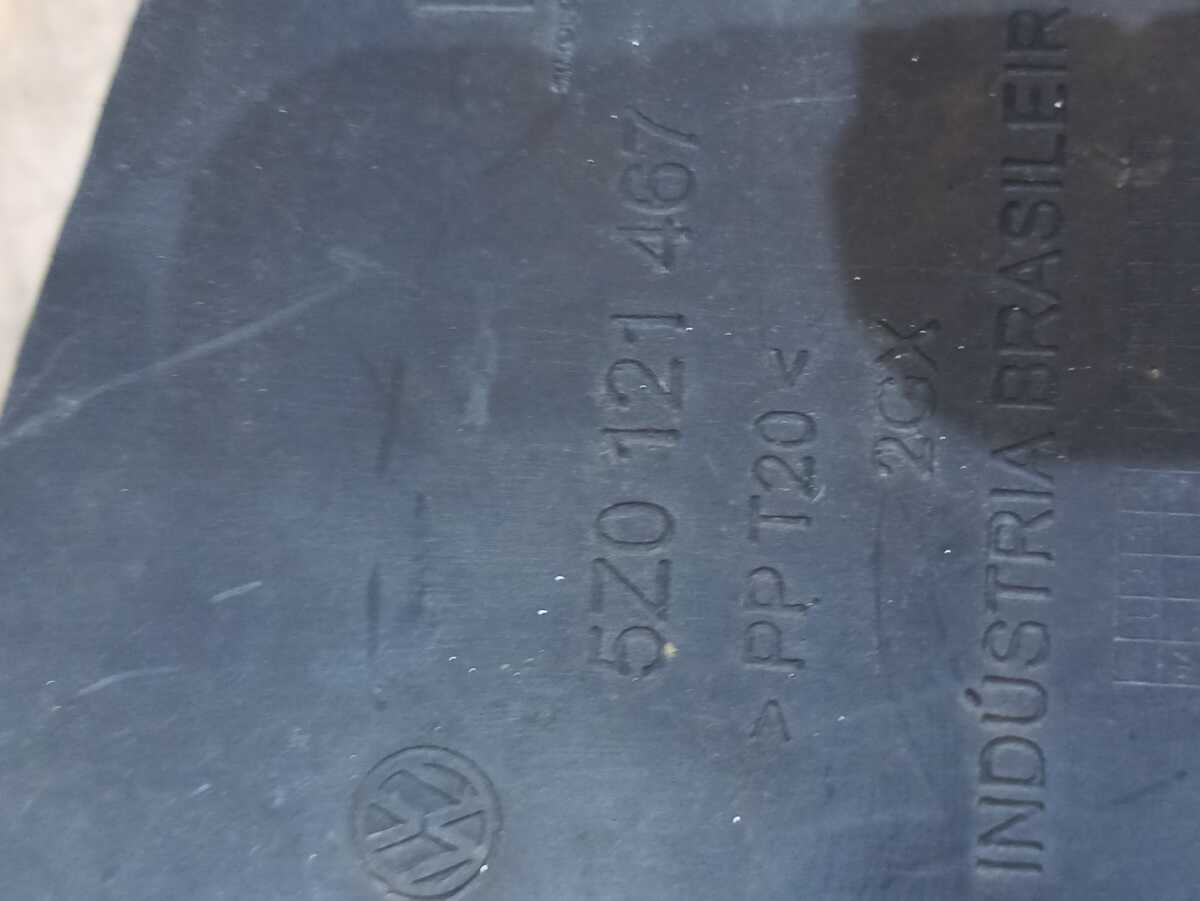 5Z0 121 467
> PP T20 <
2GX
INDÚSTRIA BRASILEIR